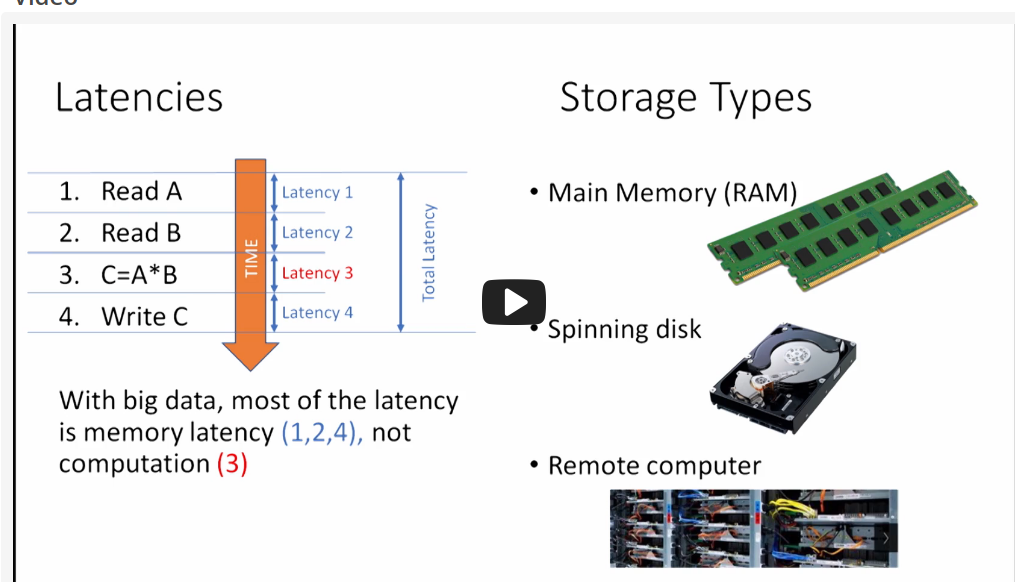 Video
Latencies
1. Read A
2. Read B
3. C=A*B
4. Write C
TIME
Latency 1
Latency 2
Latency 3
Latency 4
Total Latency
With big data, most of the latency
is memory latency (1,2,4), not
computation (3)
Storage Types
• Main Memory (RAM)
• Spinning disk
• Remote computer